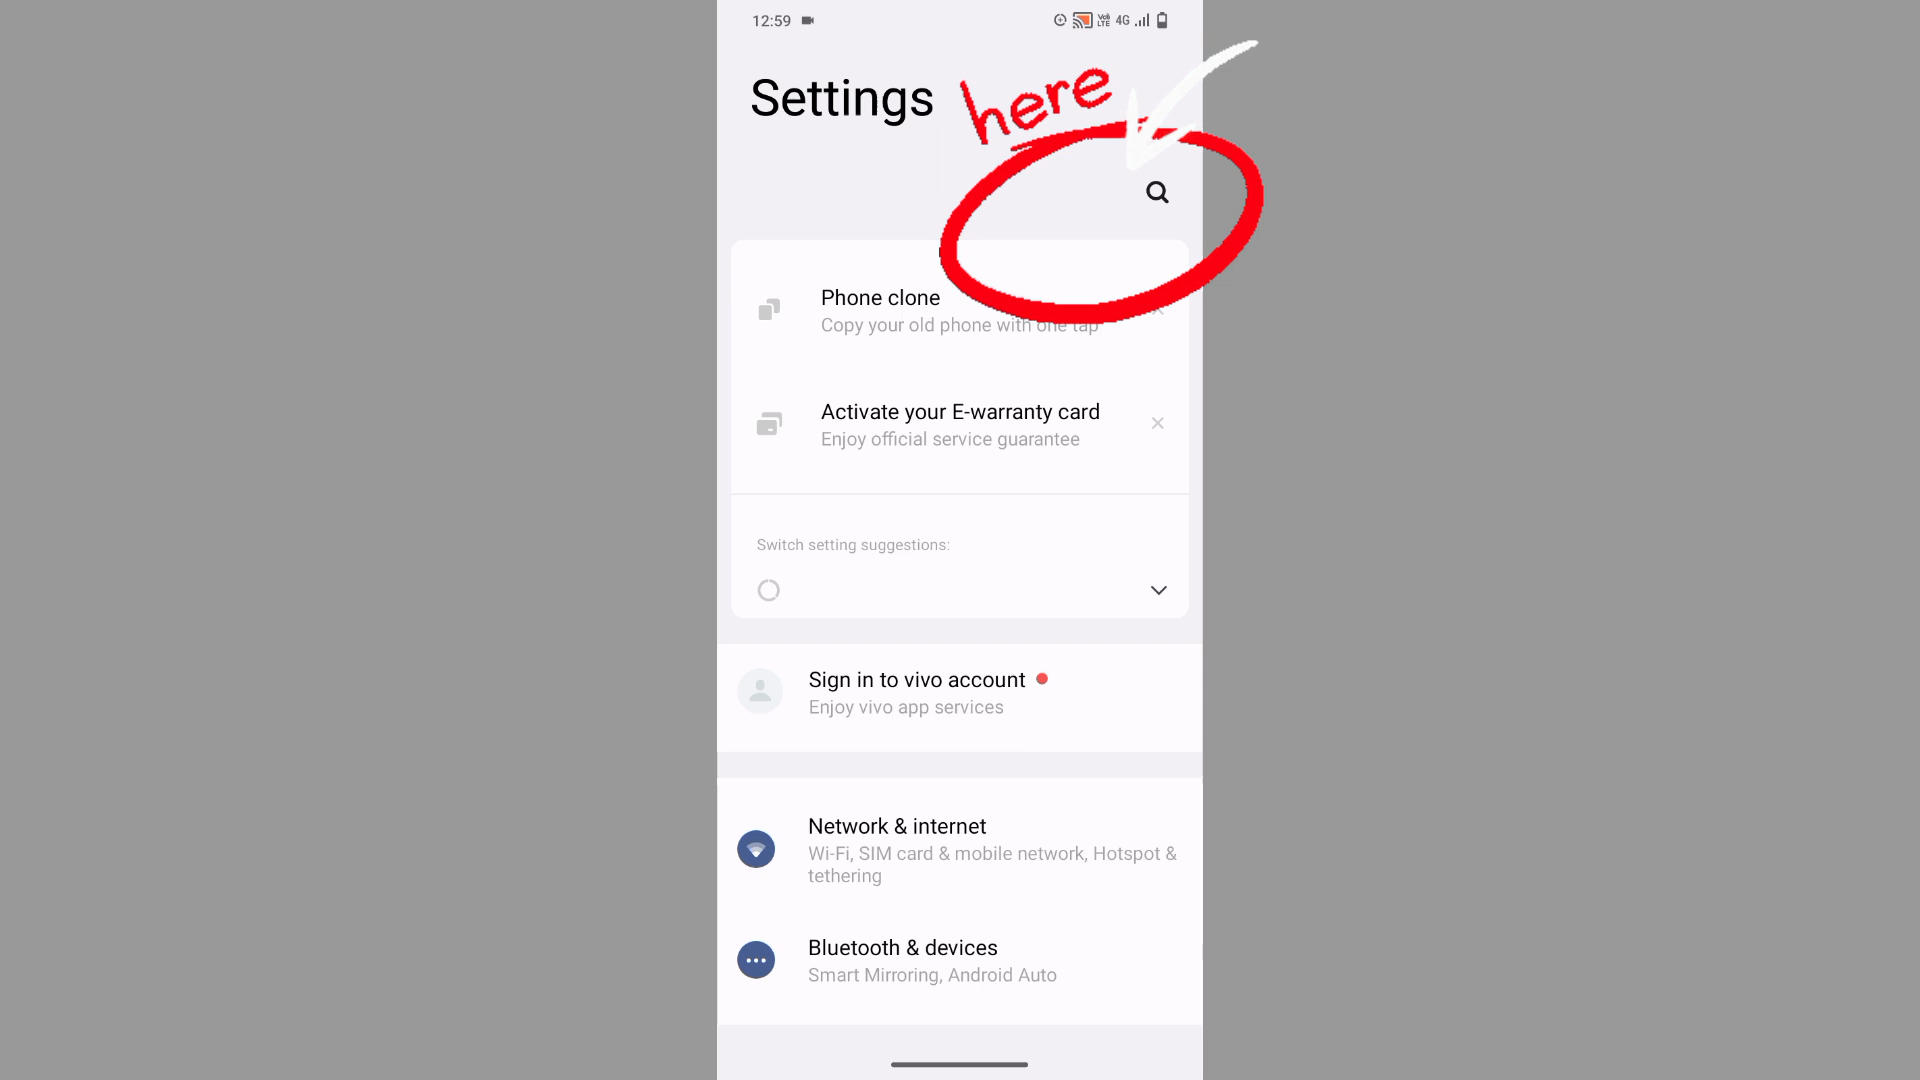 12:59
Vo) LTE 4G
Settings
here
Phone clone
Copy your old phone with one tap
Activate your E-warranty card
Enjoy official service guarantee
Switch setting suggestions:
Sign in to vivo account
Enjoy vivo app services
Network & internet
Wi-Fi, SIM card & mobile network, Hotspot &
tethering
Bluetooth & devices
Smart Mirroring, Android Auto